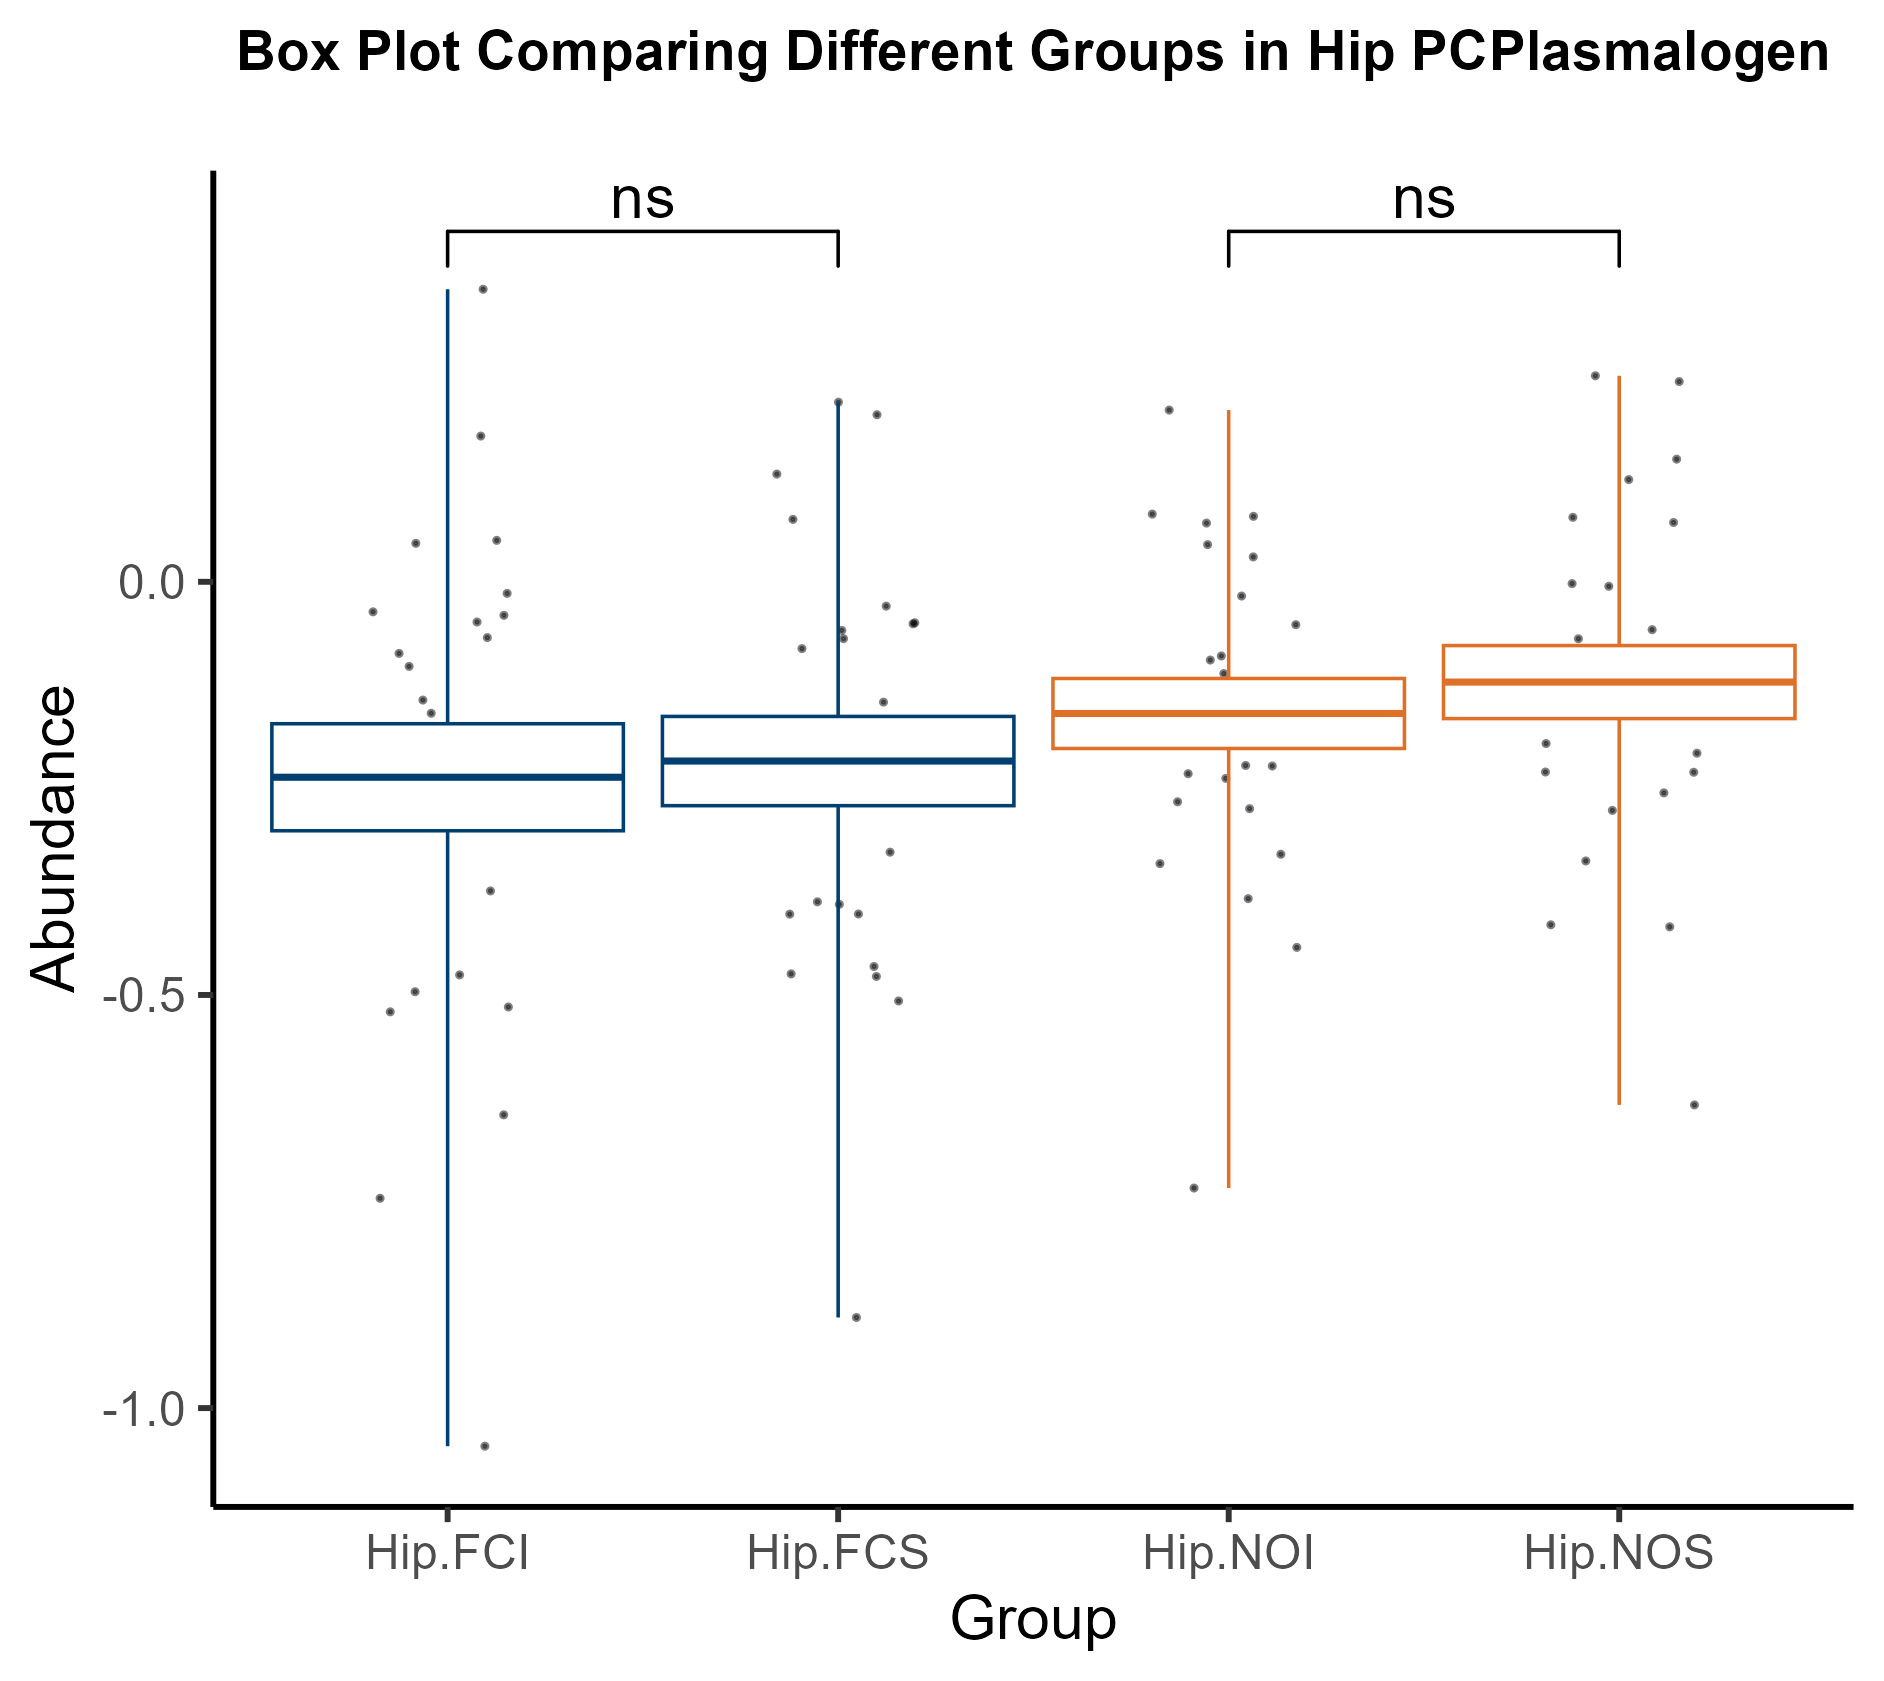 Box Plot Comparing Different Groups in Hip PCPlasmalogen
ns ns
0.0
-0.5
-1.0
Abundance
Hip.FCI Hip.FCS Hip.NOI Hip.NOS
Group